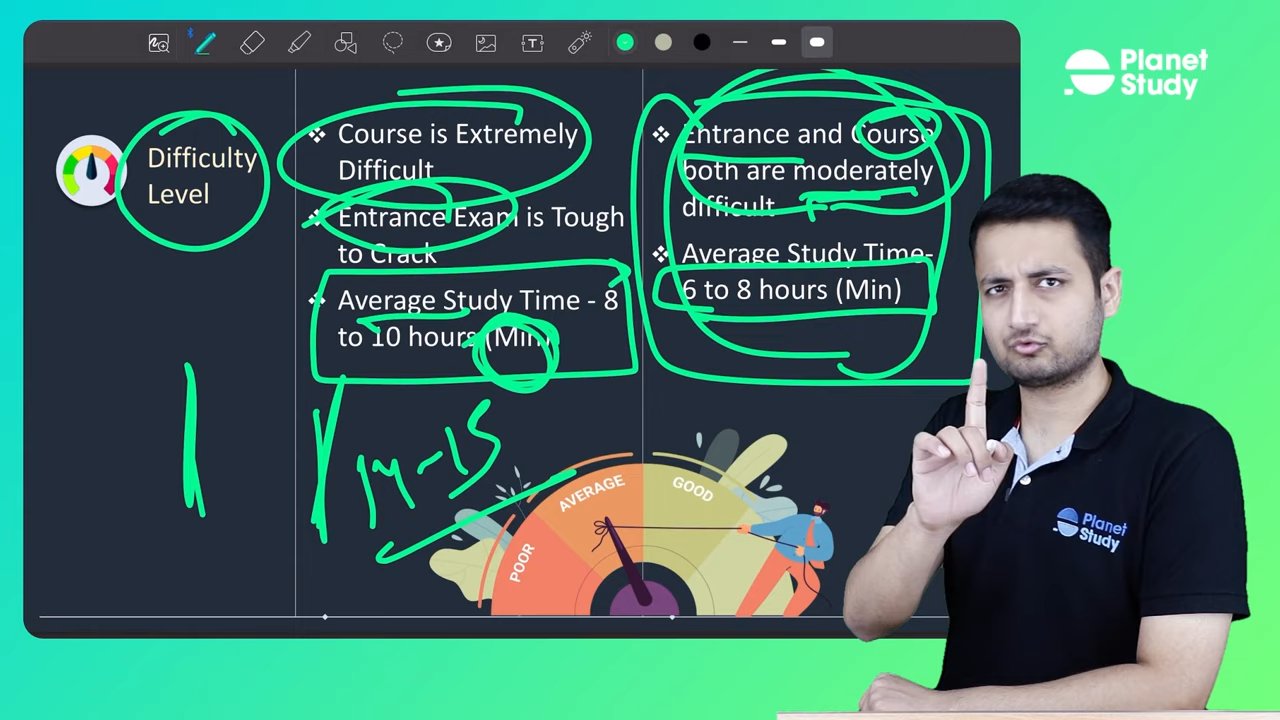 Planet
Study
Difficulty
Level
❖ Course is Extremely
Difficult
❖ Entrance Exam is Tough
to Crack
❖ Average Study Time - 8
to 10 hours (Min)
14-15
❖ Entrance and Course
both are moderately
difficult
❖ Average Study Time-
6 to 8 hours (Min)
POOR
AVERAGE
GOOD
Planet
Study